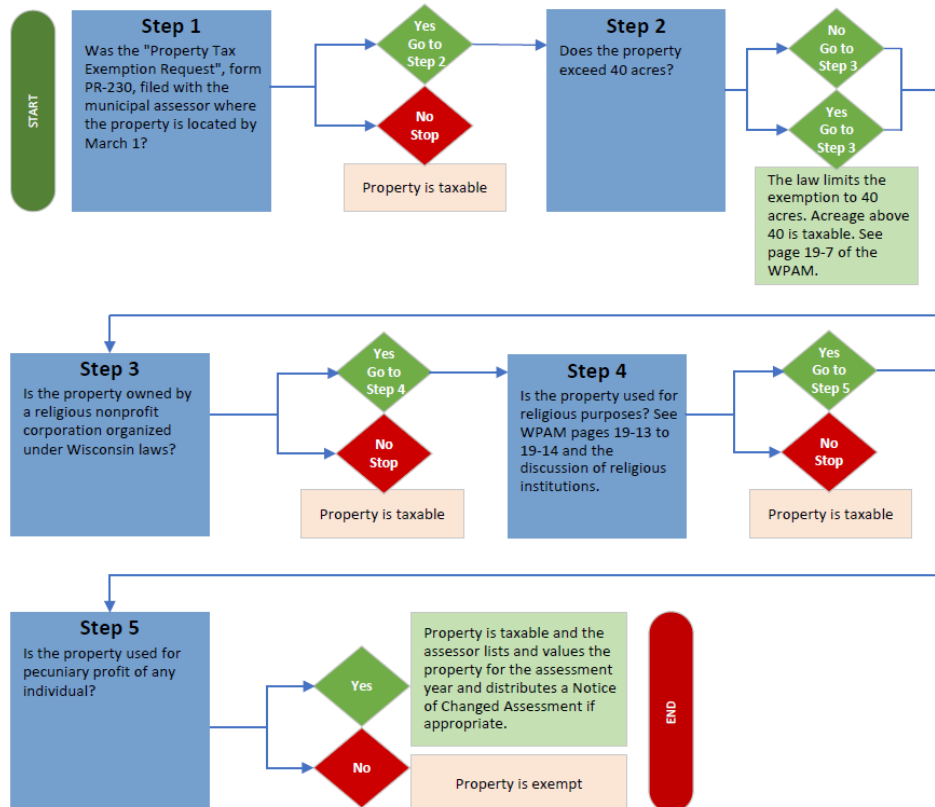 START
Step 1
Was the "Property Tax
Exemption Request", form
PR-230, filed with the
municipal assessor where
the property is located by
March 1?
Yes
Go to
Step 2
No
Stop
Property is taxable
Step 2
Does the property
exceed 40 acres?
No
Go to
Step 3
Yes
Go to
Step 3
The law limits the
exemption to 40
acres. Acreage above
40 is taxable. See
page 19-7 of the
WPAM.
Step 3
Is the property owned by
a religious nonprofit
corporation organized
under Wisconsin laws?
Yes
Go to
Step 4
No
Stop
Property is taxable
Step 4
Is the property used for
religious purposes? See
WPAM pages 19-13 to
19-14 and the
discussion of religious
institutions.
Yes
Go to
Step 5
No
Stop
Property is taxable
Step 5
Is the property used for
pecuniary profit of any
individual?
Yes
Property is taxable and the
assessor lists and values the
property for the assessment
year and distributes a Notice
of Changed Assessment if
appropriate.
No
Property is exempt
END